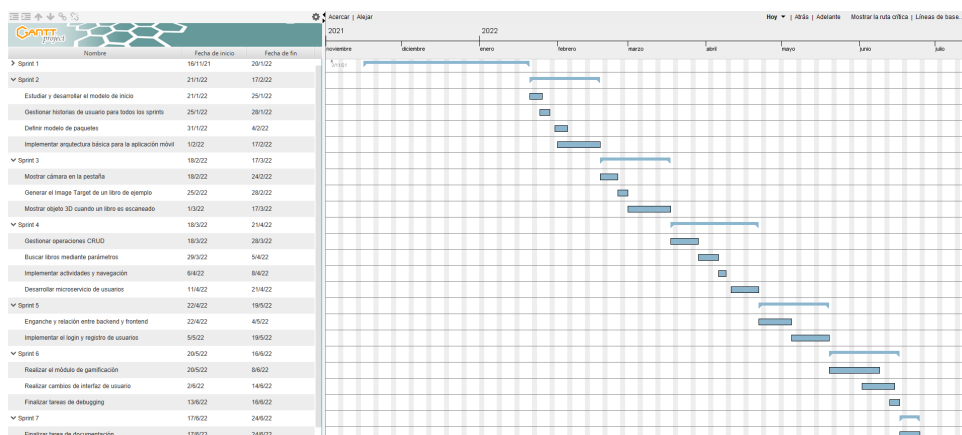 Acercar | Alejar
Hoy | Atrás | Adelante Mostrar la ruta crítica | Líneas de base..
GANTT project
2021 2022
Nombre Fecha de inicio Fecha de fin
noviembre diciembre enero febrero marzo abril mayo junio julio
Sprint 1 16/11/21 20/1/22
Sprint 2 21/1/22 17/2/22
Estudiar y desarrollar el modelo de inicio 21/1/22 25/1/22
Gestionar historias de usuario para todos los sprints 25/1/22 28/1/22
Definir modelo de paquetes 31/1/22 4/2/22
Implementar arquitectura básica para la aplicación móvil 1/2/22 17/2/22
Sprint 3 18/2/22 17/3/22
Mostrar cámara en la pestaña 18/2/22 24/2/22
Generar el Image Target de un libro de ejemplo 25/2/22 28/2/22
Mostrar objeto 3D cuando un libro es escaneado 1/3/22 17/3/22
Sprint 4 18/3/22 21/4/22
Gestionar operaciones CRUD 18/3/22 28/3/22
Buscar libros mediante parámetros 29/3/22 5/4/22
Implementar actividades y navegación 6/4/22 8/4/22
Desarrollar microservicio de usuarios 11/4/22 21/4/22
Sprint 5 22/4/22 19/5/22
Enganche y relación entre backend y frontend 22/4/22 4/5/22
Implementar el login y registro de usuarios 5/5/22 19/5/22
Sprint 6 20/5/22 16/6/22
Realizar el módulo de gamificación 20/5/22 8/6/22
Realizar cambios de interfaz de usuario 2/6/22 14/6/22
Finalizar tareas de debugging 13/6/22 16/6/22
Sprint 7 17/6/22 24/6/22
Finalizar tarea de documentación 17/6/22 24/6/22